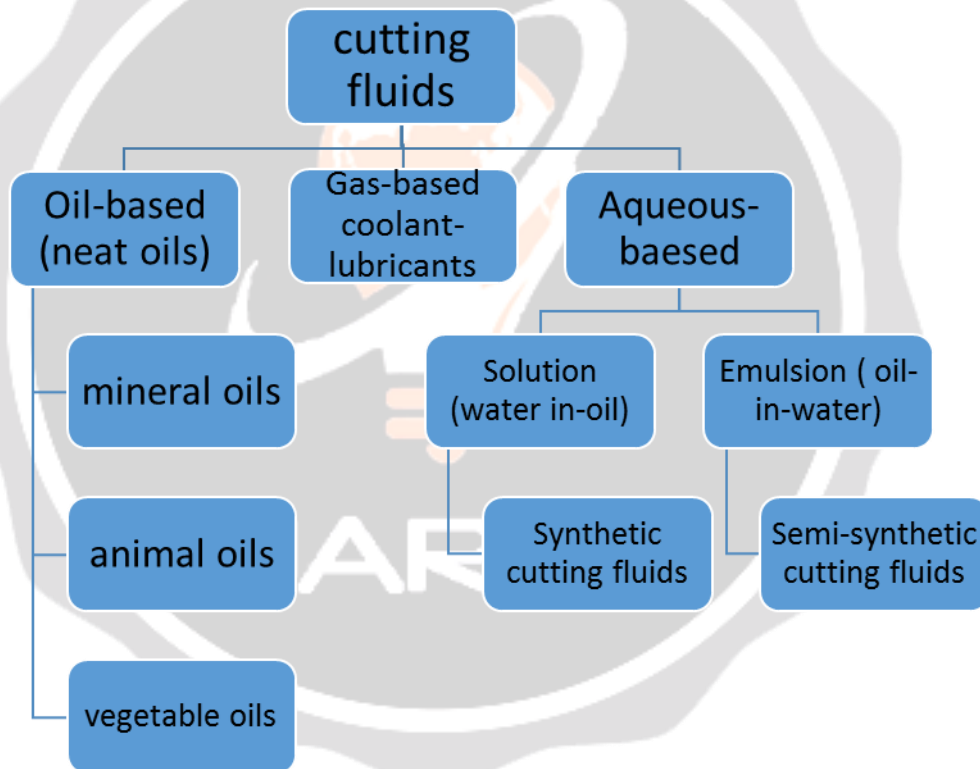 cutting
fluids
Oil-based
(neat oils)
Gas-based
coolant-
lubricants
Aqueous-
baesed
mineral oils
animal oils
vegetable oils
Solution
(water in-oil)
Emulsion ( oil-
in-water)
Synthetic
cutting fluids
Semi-synthetic
cutting fluids